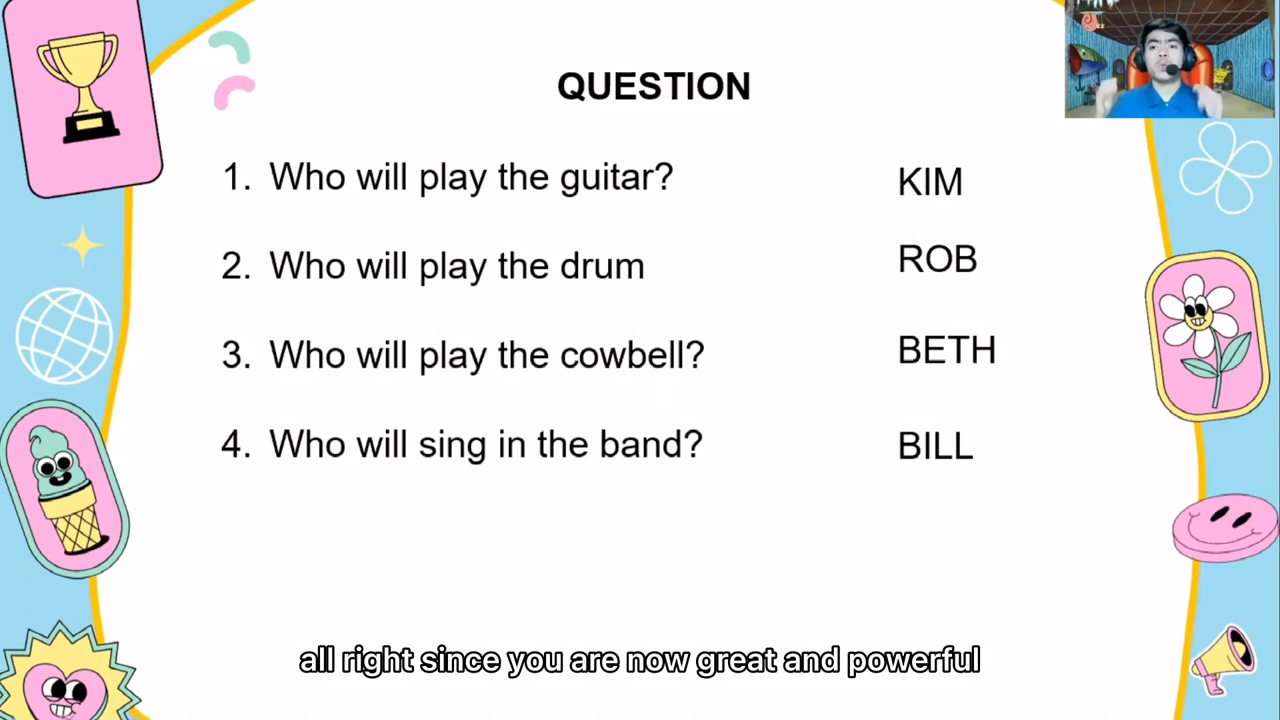 QUESTION
1. Who will play the guitar? KIM
2. Who will play the drum ROB
3. Who will play the cowbell? BETH
4. Who will sing in the band? BILL
all right since you are now great and powerful